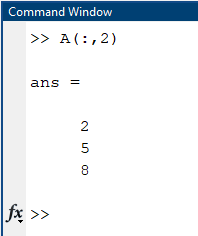 Command Window
>> A(:,2)
ans =
2
5
8
fx >>